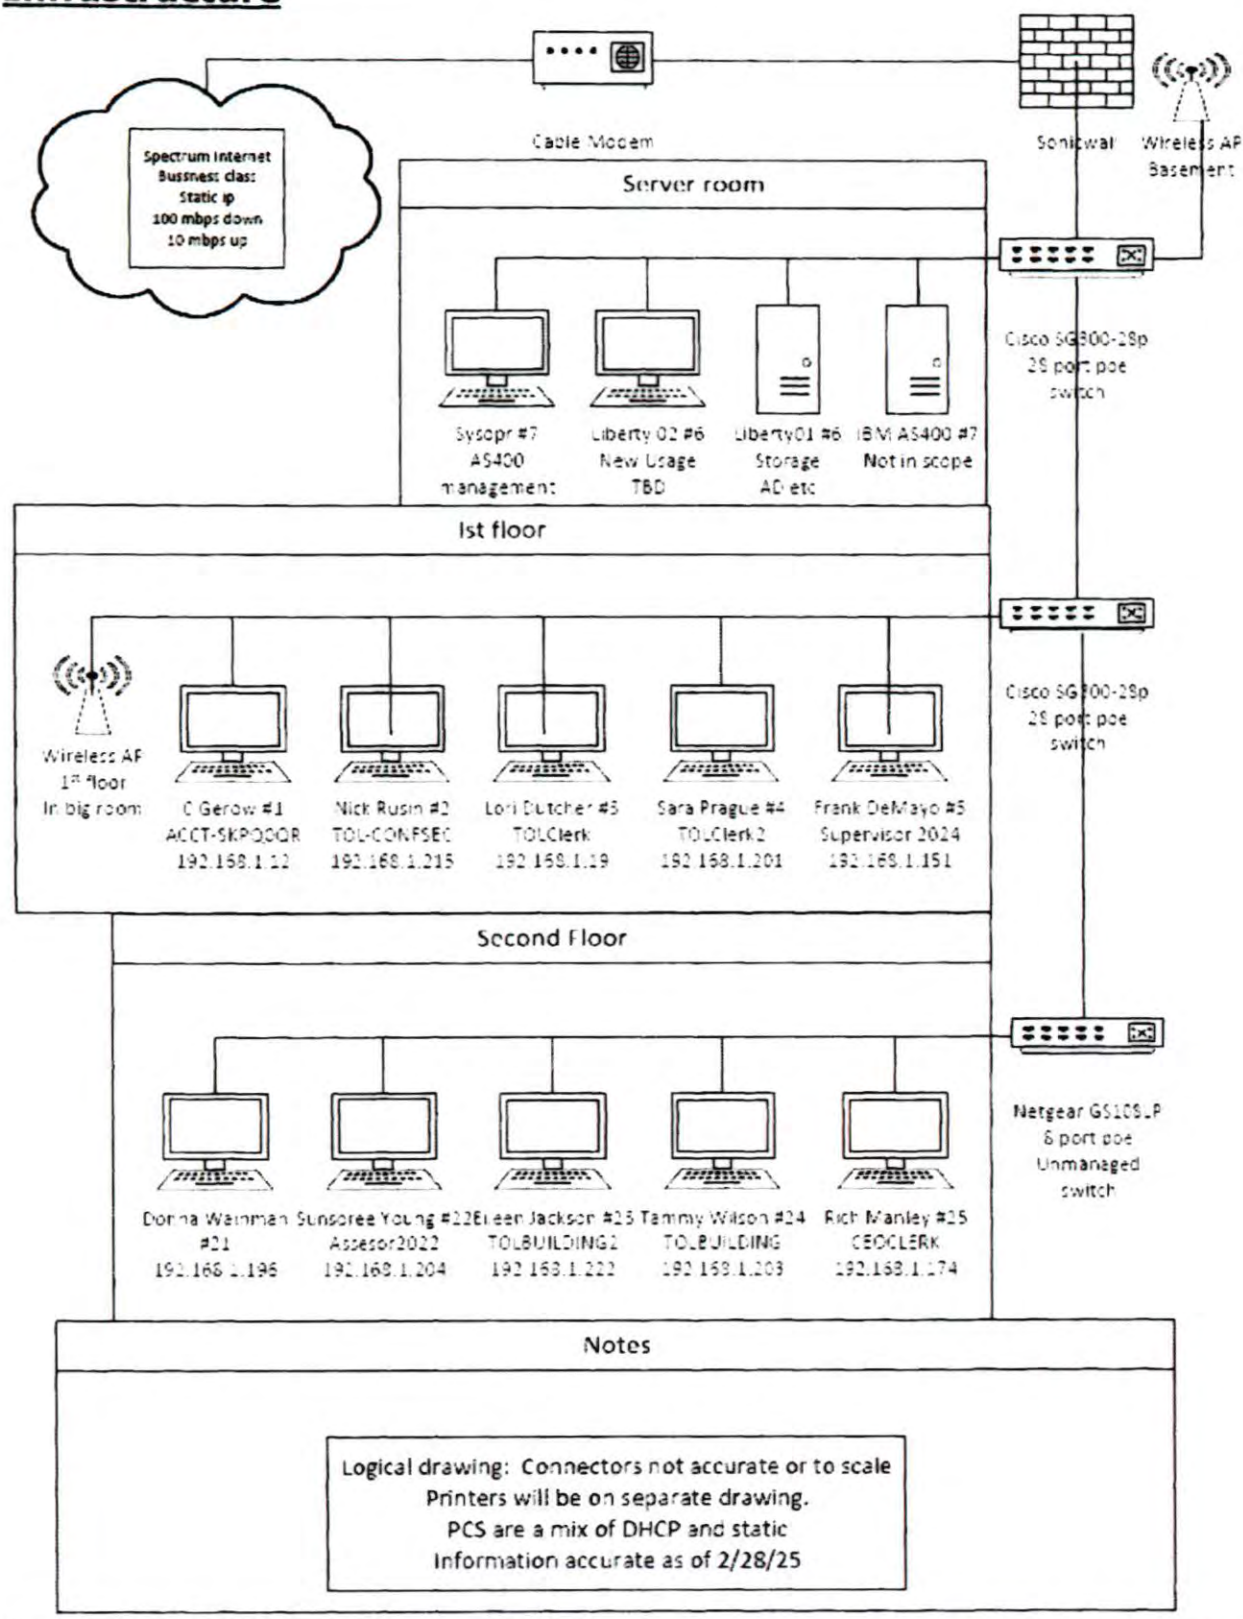 Infrastructure
Cable Modem
Sonicwall
Wireless AP
Basement
Spectrum Internet
Bussness class
Static ip
100 mbps down
10 mbps up
Server room
Sysopr #7
AS400
management
Liberty 02 #6
New Usage
TBD
Liberty01 #6
Storage
AD etc
IBM AS400 #7
Not in scope
Cisco SG300-28p
28 port poe
switch
Ist floor
Wireless AP
1st floor
In big room
C Gerow #1
192.168.1.12
Nick Rusin #2
TOL-CONFSEC
192.168.1.215
Lori Dutcher #3
TOLClerk
192.168.1.19
Sara Prague #4
TOLClerk2
192.168.1.201
Frank DeMayo #5
Supervisor 2024
192.168.1.151
Cisco SG300-28p
28 port poe
switch
Second Floor
Donna Wainman
#21
192.168.1.196
Sunsoree Young #22
Assesor2022
192.168.1.204
Eileen Jackson #23
TOLBUILDING2
192.168.1.222
Tammy Wilson #24
TOLBUILDING
192.168.1.203
Rich Manley #25
CEOCLERK
192.168.1.174
Netgear GS108LP
8 port poe
Unmanaged
switch
Notes
Logical drawing: Connectors not accurate or to scale
Printers will be on separate drawing.
PCS are a mix of DHCP and static
Information accurate as of 2/28/25